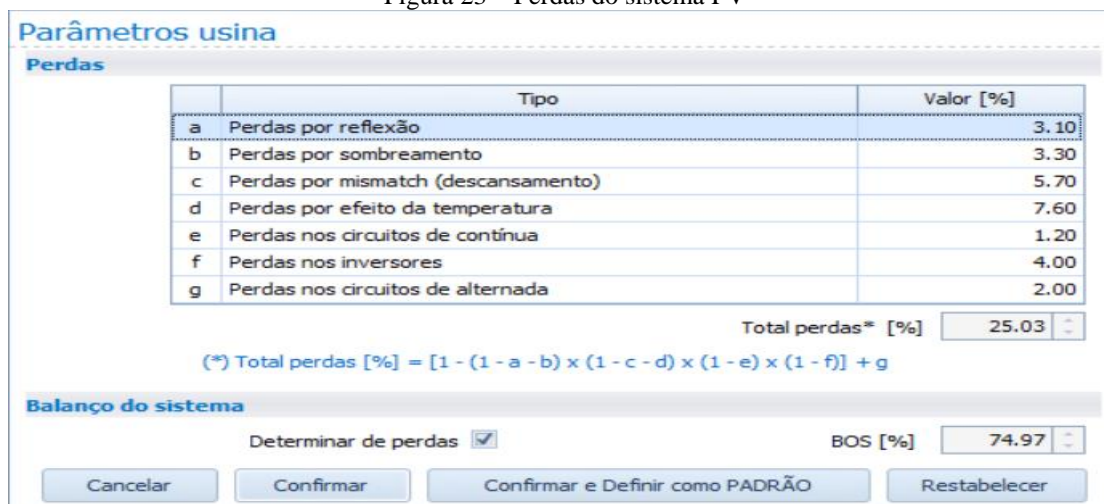 Figura 23 – Perdas do sistema PV
Parâmetros usina
Perdas
Tipo Valor [%]
a Perdas por reflexão 3.10
b Perdas por sombreamento 3.30
c Perdas por mismatch (descansamento) 5.70
d Perdas por efeito da temperatura 7.60
e Perdas nos circuitos de contínua 1.20
f Perdas nos inversores 4.00
g Perdas nos circuitos de alternada 2.00
Total perdas* [%] 25.03
(*) Total perdas [%] = [1 - (1 - a - b) x (1 - c - d) x (1 - e) x (1 - f)] + g
Balanço do sistema
Determinar de perdas BOS [%] 74.97
Cancelar Confirmar Confirmar e Definir como PADRÃO Restabelecer